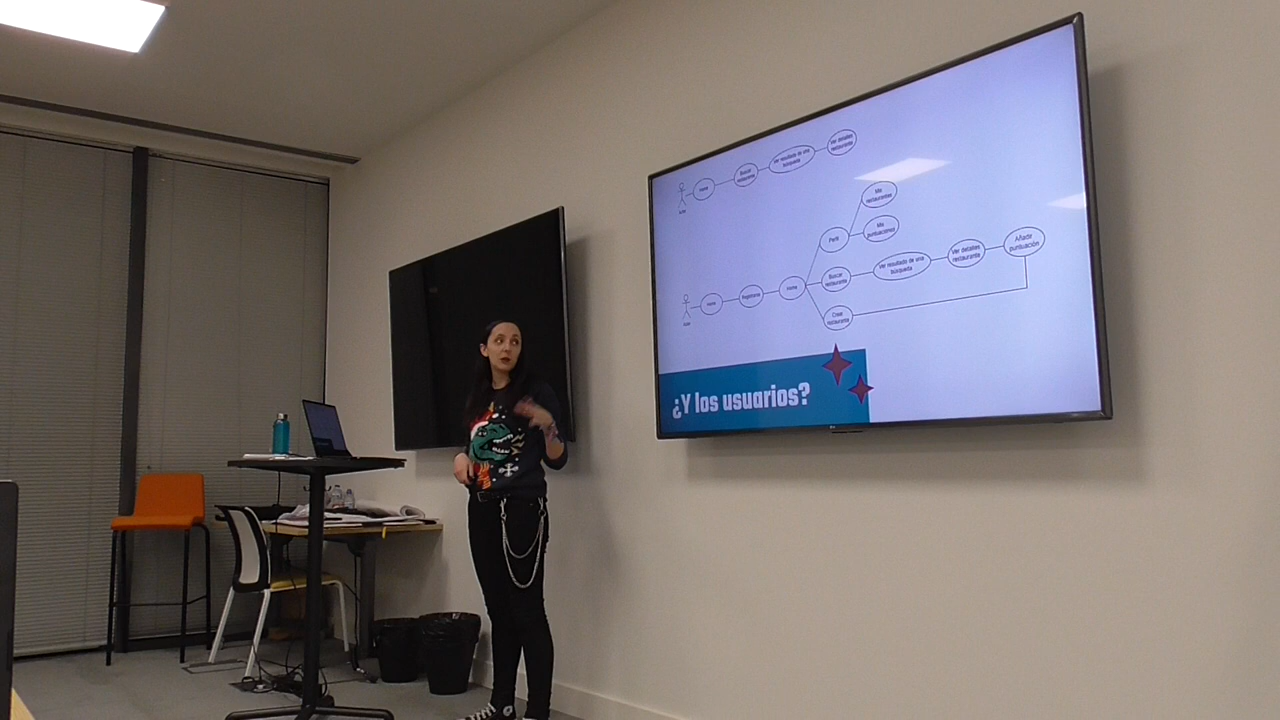 Home
Buscar
restaurante
Ver resultado de una
búsqueda
Ver detalles
restaurante
Mis
restaurantes
Perfil
Mis
puntuaciones
Home
Registrarse
Home
Buscar
restaurante
Ver resultado de una
búsqueda
Ver detalles
restaurante
Añadir
puntuación
Crear
restaurante
¿Y los usuarios?